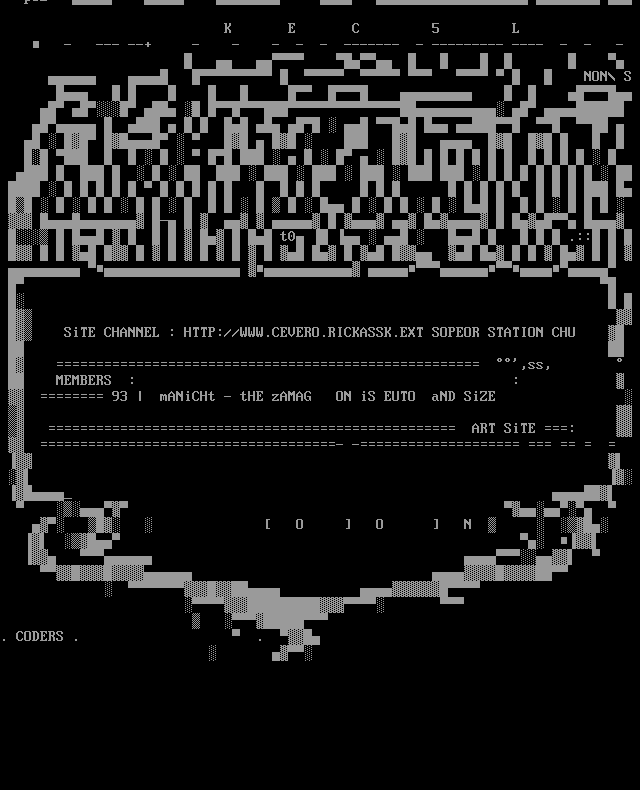 K E C 5 L
NON\ S
t0
SiTE CHANNEL : HTTP://WWW.CEVERO.RICKASSK.EXT SOPEOR STATION CHU
°°',ss,
MEMBERS : :
======== 93 | mANiCHt - tHE zAMAG ON iS EUTO aND SiZE
ART SiTE ===:
[ O ] O ] N
. CODERS .